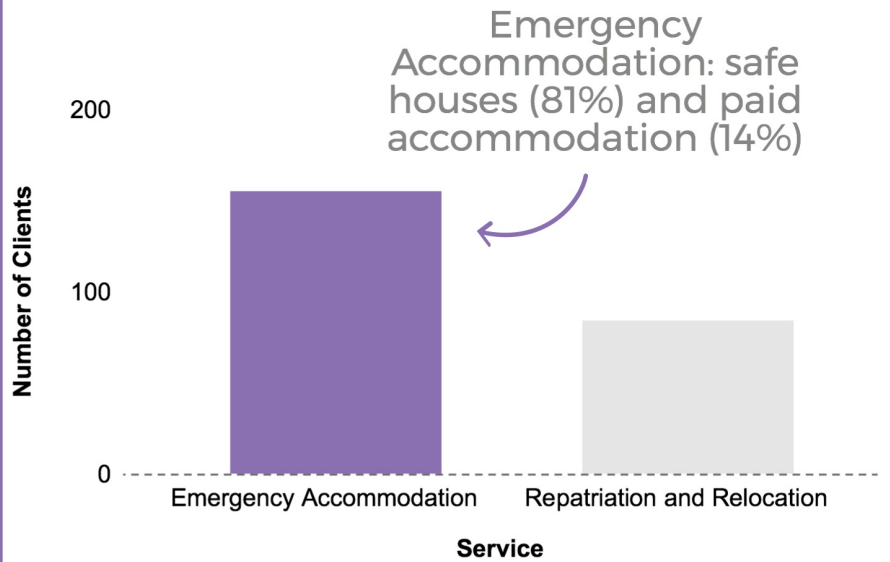 Emergency
Accommodation: safe
houses (81%) and paid
accommodation (14%)
200
100
0
Number of Clients
Emergency Accommodation
Repatriation and Relocation
Service